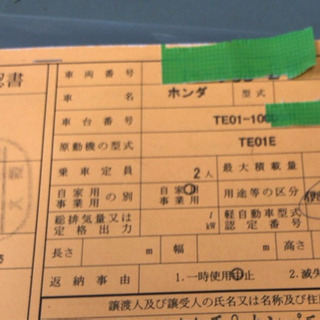 車両番号
車名 ホンダ 型式
車台番号 TE01-100
原動機の型式 TE01E
乗車定員 2人 最大積載量
自家用事業用の別 自家用 事業用 用途等の区分
総排気量又は定格出力 l kW 軽自動車型式認定番号
長さ m 幅 m 高さ
返納事由 1.一時使用中止 2.滅
譲渡人及び譲受人の氏名又は名称及び住